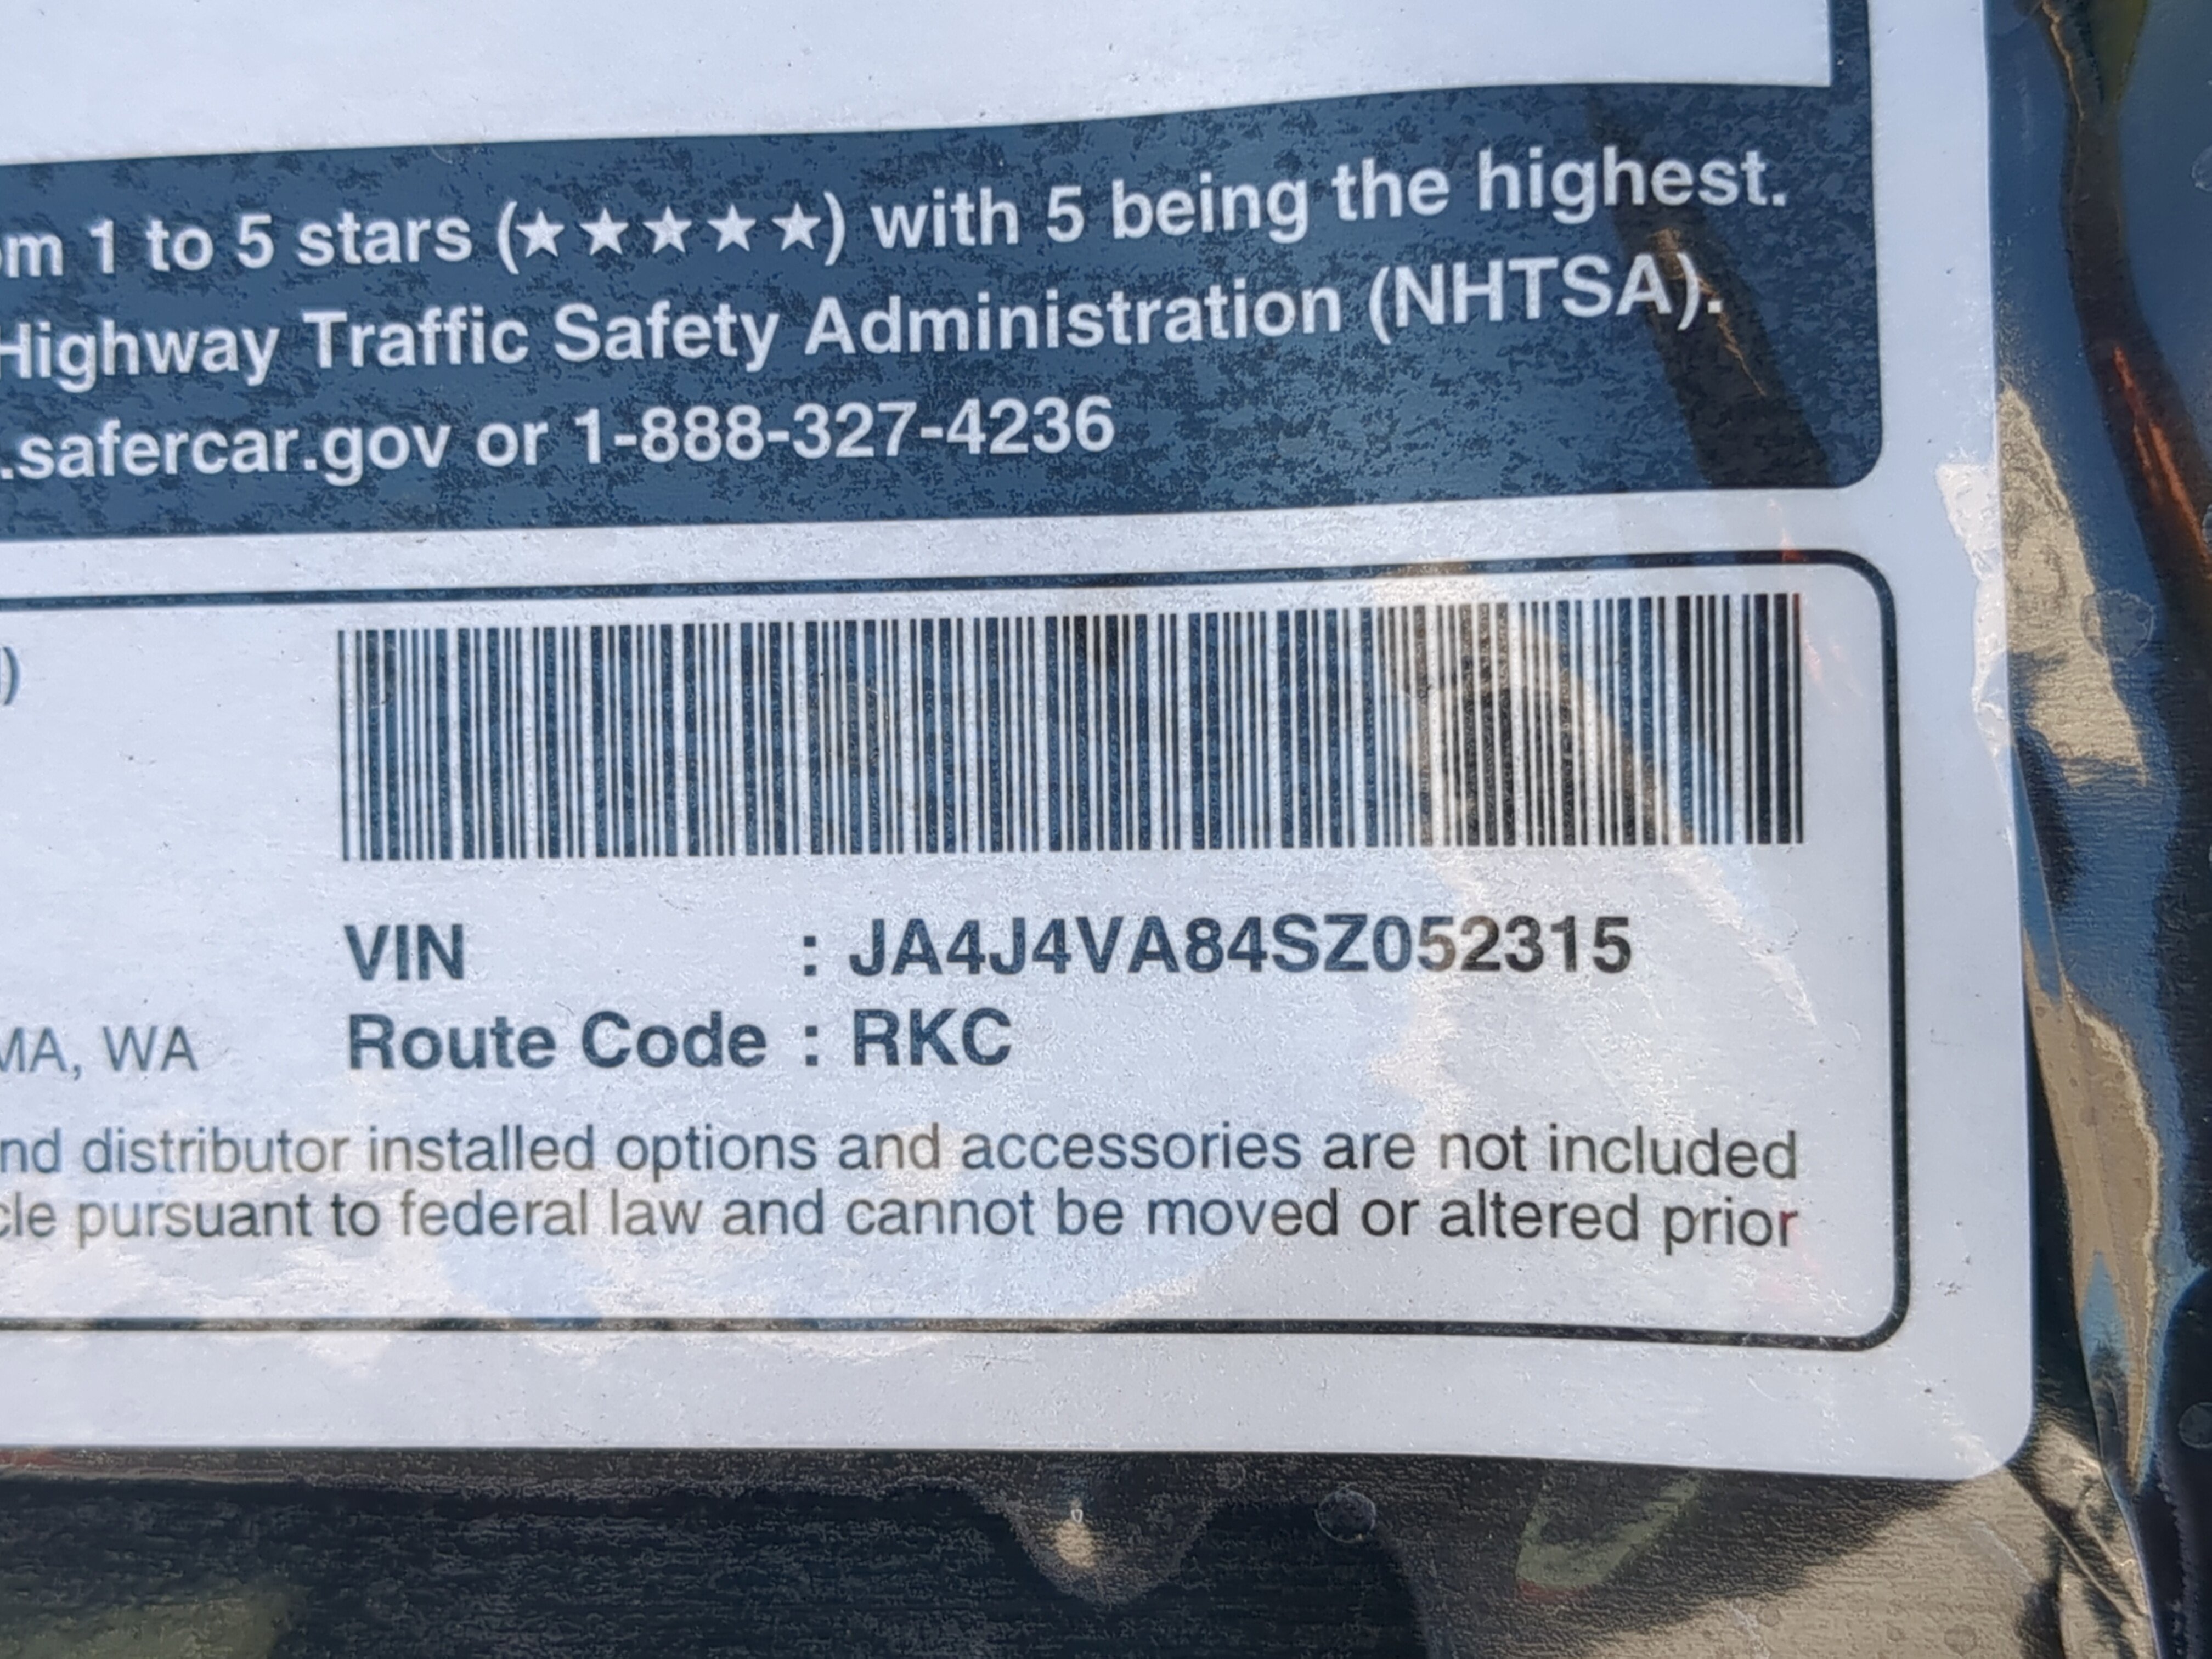 m 1 to 5 stars (★★★★★) with 5 being the highest.
Highway Traffic Safety Administration (NHTSA).
.safercar.gov or 1-888-327-4236
)
VIN : JA4J4VA84SZ052315
MA, WA Route Code : RKC
nd distributor installed options and accessories are not included
cle pursuant to federal law and cannot be moved or altered prior